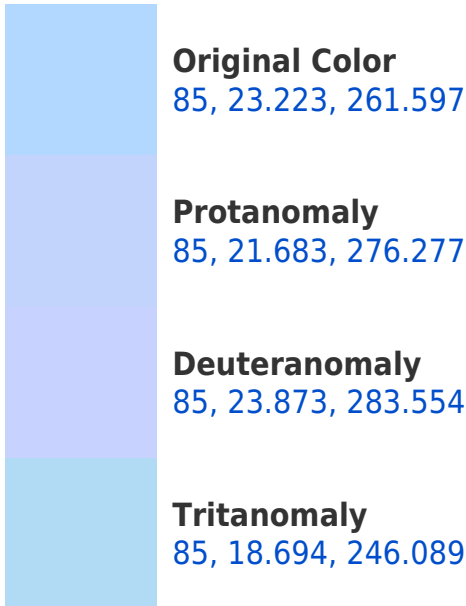 Original Color
85, 23.223, 261.597
Protanomaly
85, 21.683, 276.277
Deuteranomaly
85, 23.873, 283.554
Tritanomaly
85, 18.694, 246.089